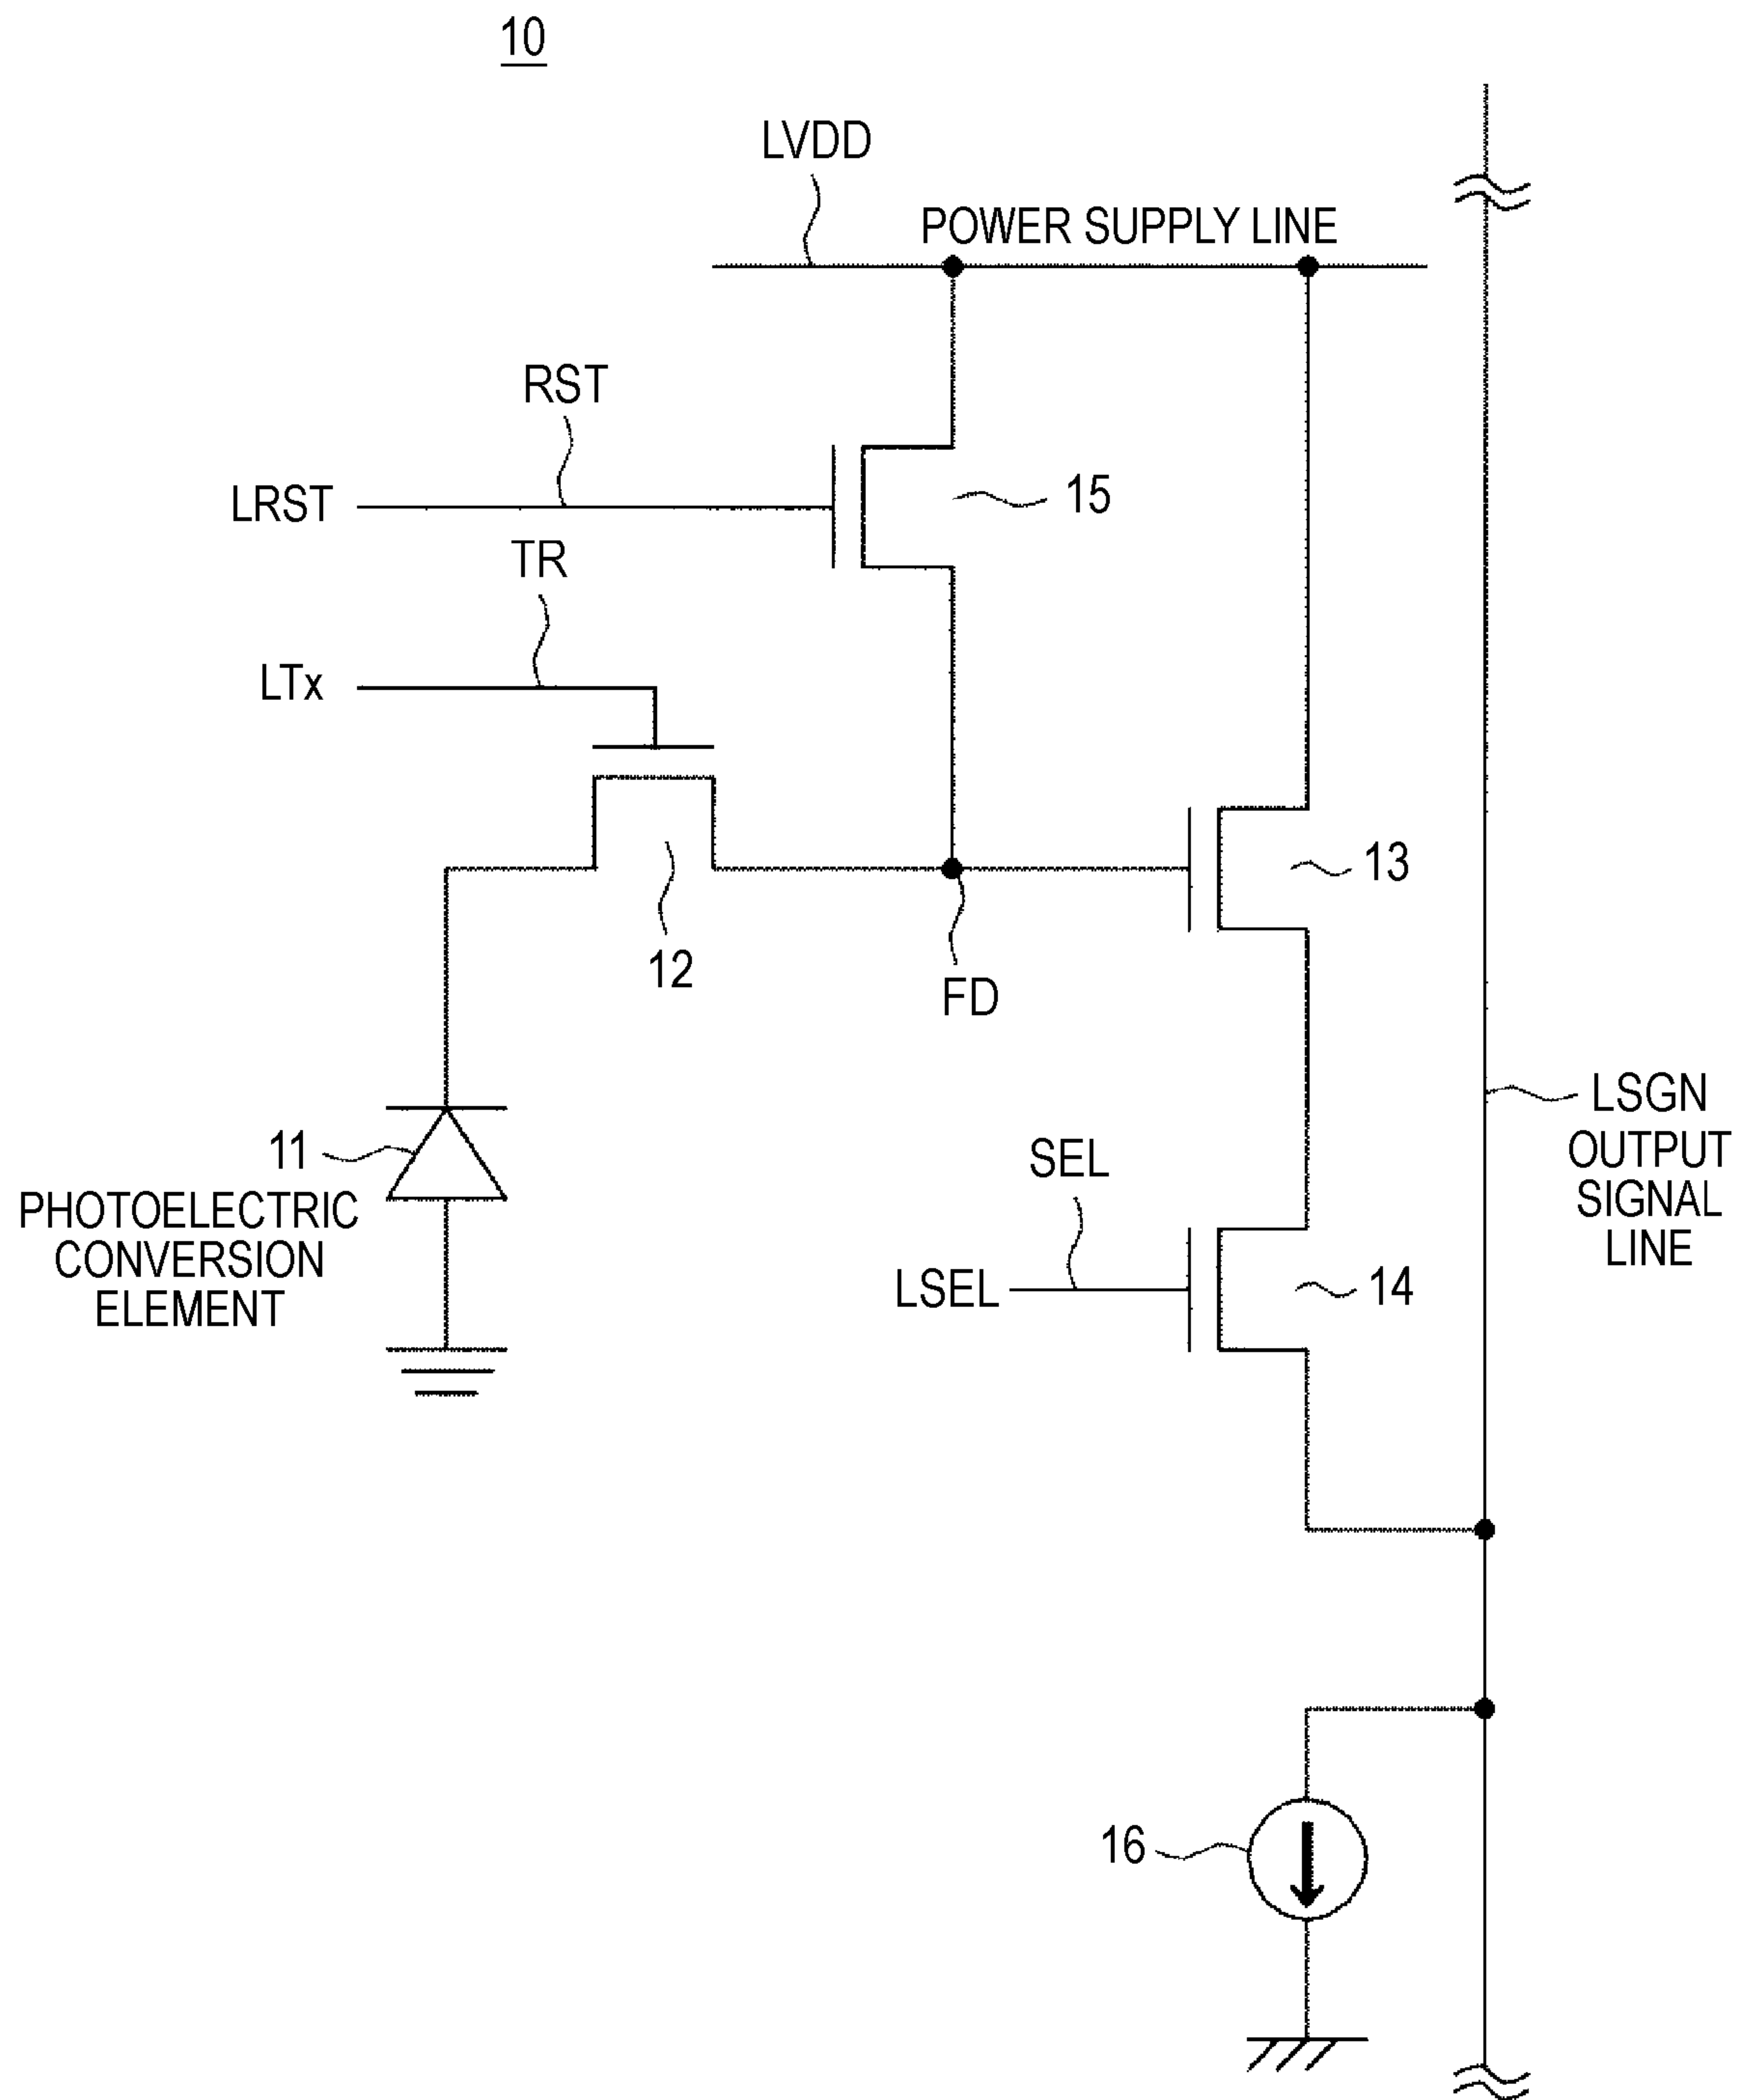 10
LVDD
POWER SUPPLY LINE
RST
LRST
15
TR
LTx
13
12
FD
LSGN
OUTPUT
SIGNAL
LINE
11
PHOTOELECTRIC
CONVERSION
ELEMENT
SEL
LSEL
14
16